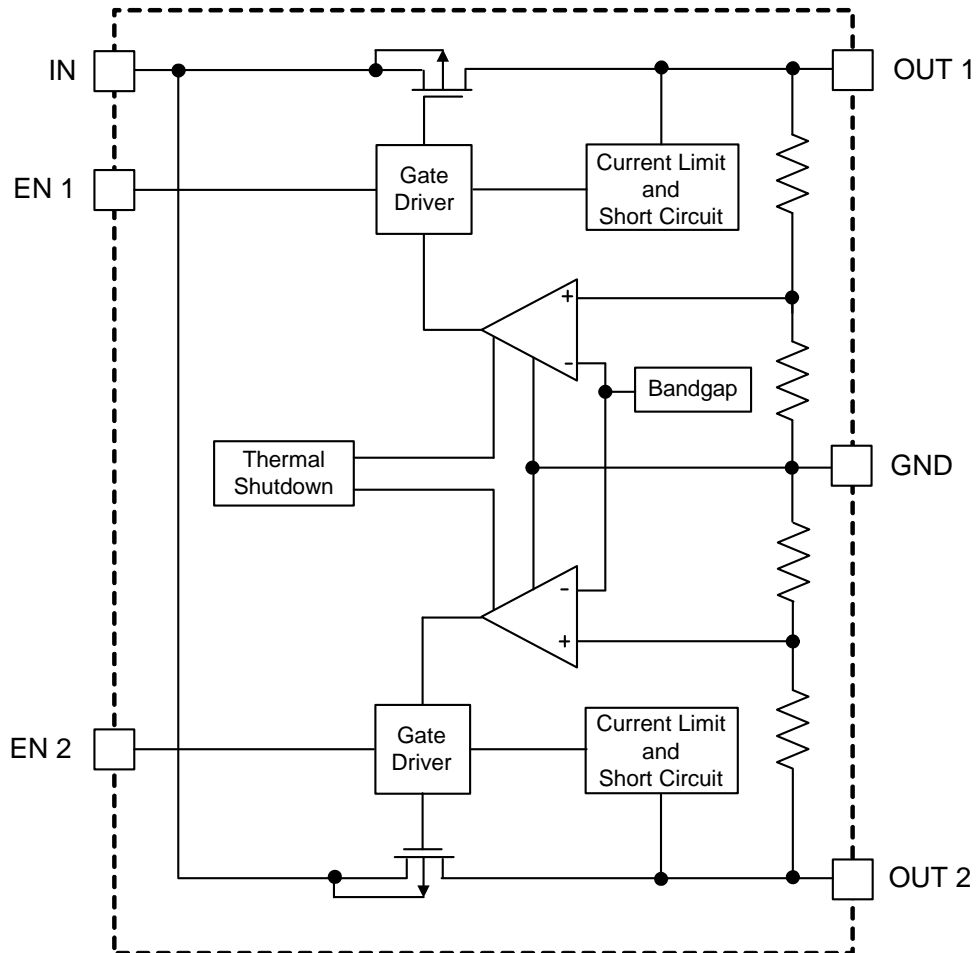 IN
OUT 1
EN 1
Gate
Driver
Current Limit
and
Short Circuit
+
-
Bandgap
Thermal
Shutdown
GND
-
+
EN 2
Gate
Driver
Current Limit
and
Short Circuit
OUT 2